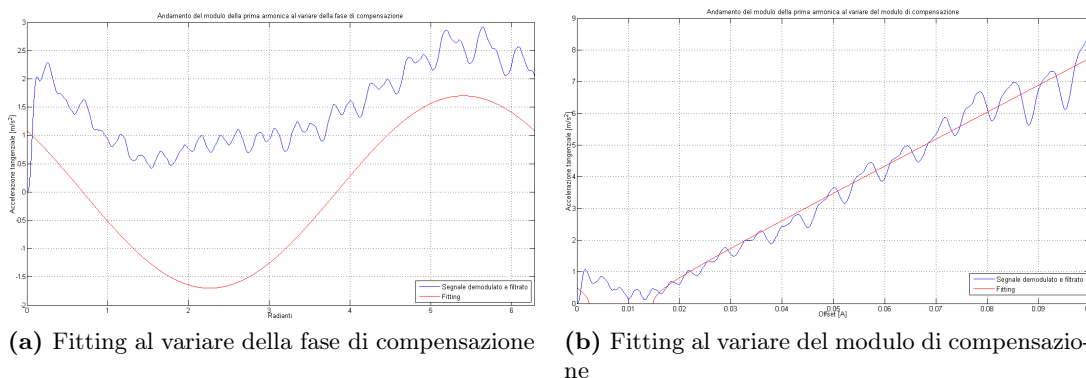 Andamento del modulo della prima armonica al variare della fase di compensazione
Accelerazione tangenziale [m/s²]
3
2.5
2
1.5
1
0.5
0
-0.5
-1
-1.5
-2
0
1
2
3
4
5
6
Radianti
Segnale demodulato e filtrato
Fitting
(a) Fitting al variare della fase di compensazione
Andamento del modulo della prima armonica al variare del modulo di compensazione
Accelerazione tangenziale [m/s²]
9
8
7
6
5
4
3
2
1
0
0
0.01
0.02
0.03
0.04
0.05
0.06
0.07
0.08
0.09
Offset [A]
Segnale demodulato e filtrato
Fitting
(b) Fitting al variare del modulo di compensazio-
ne